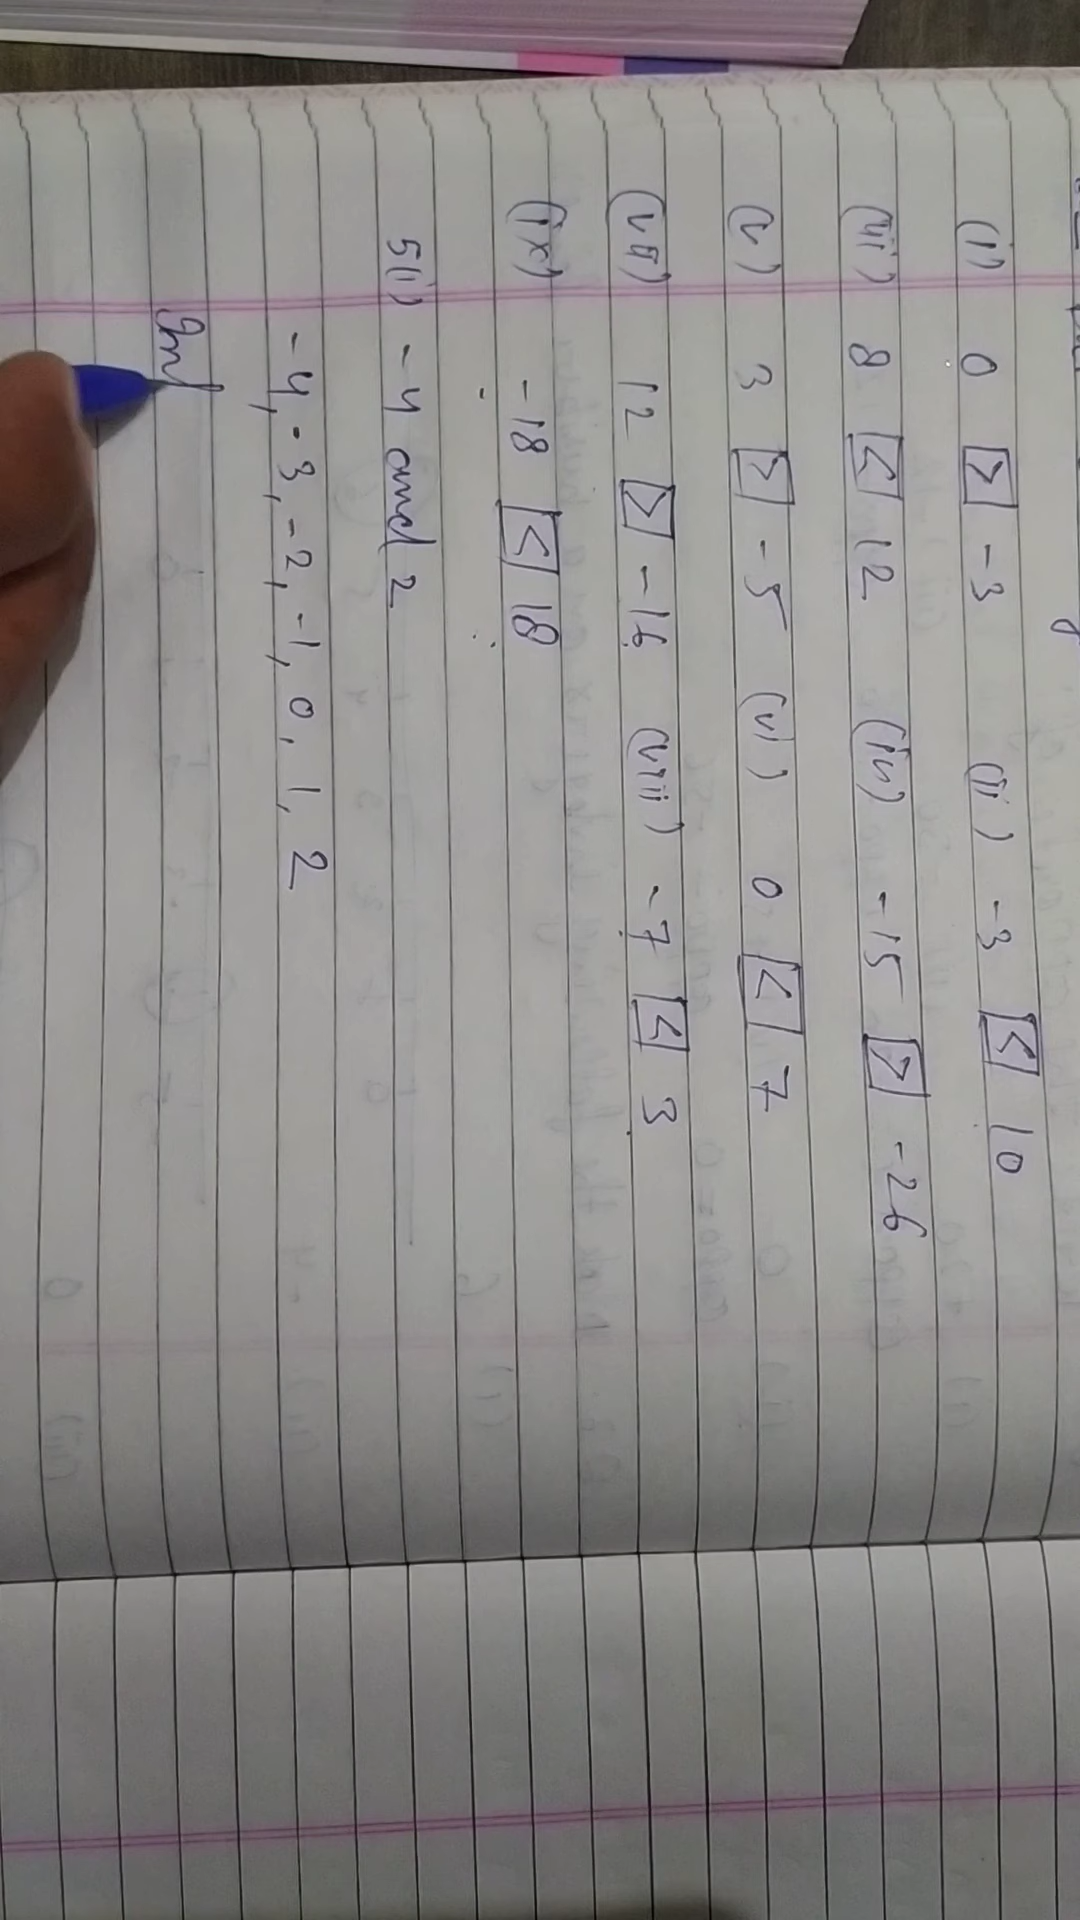 (i) 0 > -3 (ii) -3 < 10
(iii) 8 < 12 (iv) -15 > -26
(v) 3 > -5 (vi) 0 < 7
(vii) 12 > -16 (viii) -7 < 3
(ix) -18 < 18
5(i) -4 and 2
-4, -3, -2, -1, 0, 1, 2